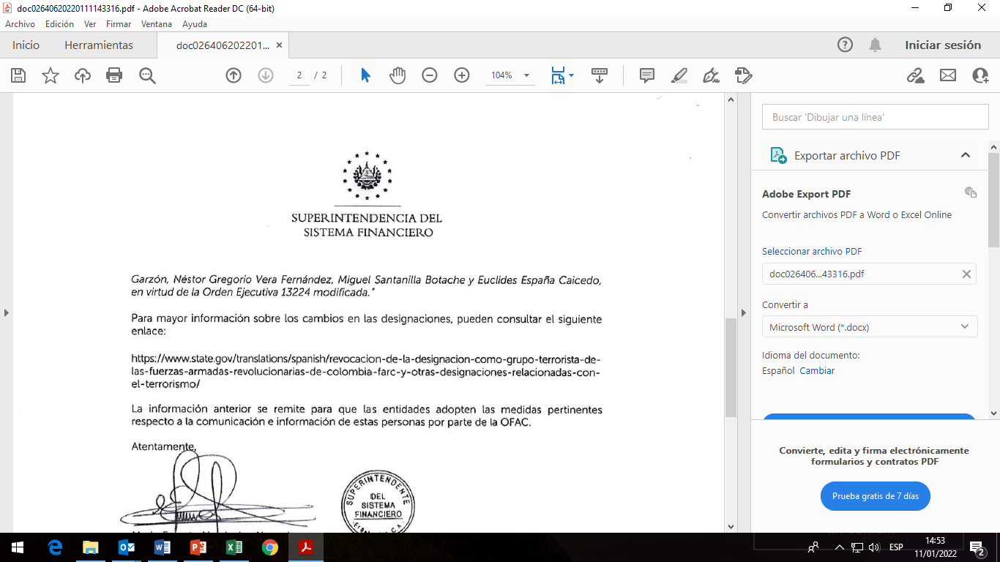 doc02640620220111143316.pdf - Adobe Acrobat Reader DC (64-bit)
Archivo Edición Ver Firmar Ventana Ayuda
Inicio Herramientas doc026406202201... Iniciar sesión
2 / 2 104%
SUPERINTENDENCIA DEL
SISTEMA FINANCIERO
Garzón, Néstor Gregorio Vera Fernández, Miguel Santanilla Botache y Euclides España Caicedo,
en virtud de la Orden Ejecutiva 13224 modificada."
Para mayor información sobre los cambios en las designaciones, pueden consultar el siguiente
enlace:
https://www.state.gov/translations/spanish/revocacion-de-la-designacion-como-grupo-terrorista-de-
las-fuerzas-armadas-revolucionarias-de-colombia-farc-y-otras-designaciones-relacionadas-con-
el-terrorismo/
La información anterior se remite para que las entidades adopten las medidas pertinentes
respecto a la comunicación e información de estas personas por parte de la OFAC.
Atentamente,
SUPERINTENDENTE
DEL
SISTEMA
FINANCIERO
Buscar 'Dibujar una línea'
Exportar archivo PDF
Adobe Export PDF
Convertir archivos PDF a Word o Excel Online
Seleccionar archivo PDF
doc026406...43316.pdf
Convertir a
Microsoft Word (*.docx)
Idioma del documento:
Español Cambiar
Convierte, edita y firma electrónicamente
formularios y contratos PDF
Prueba gratis de 7 días
ESP
14:53
11/01/2022
2